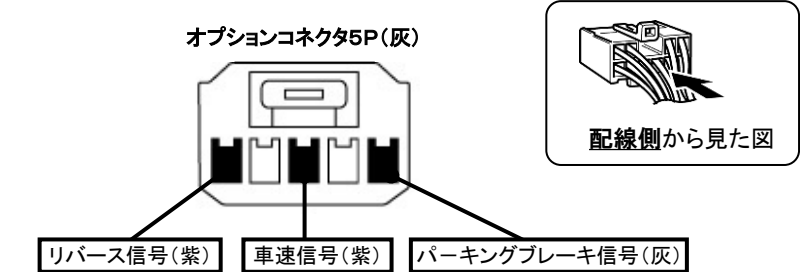 オプションコネクタ5P(灰)
配線側から見た図
リバース信号(紫)
車速信号(紫)
パーキングブレーキ信号(灰)